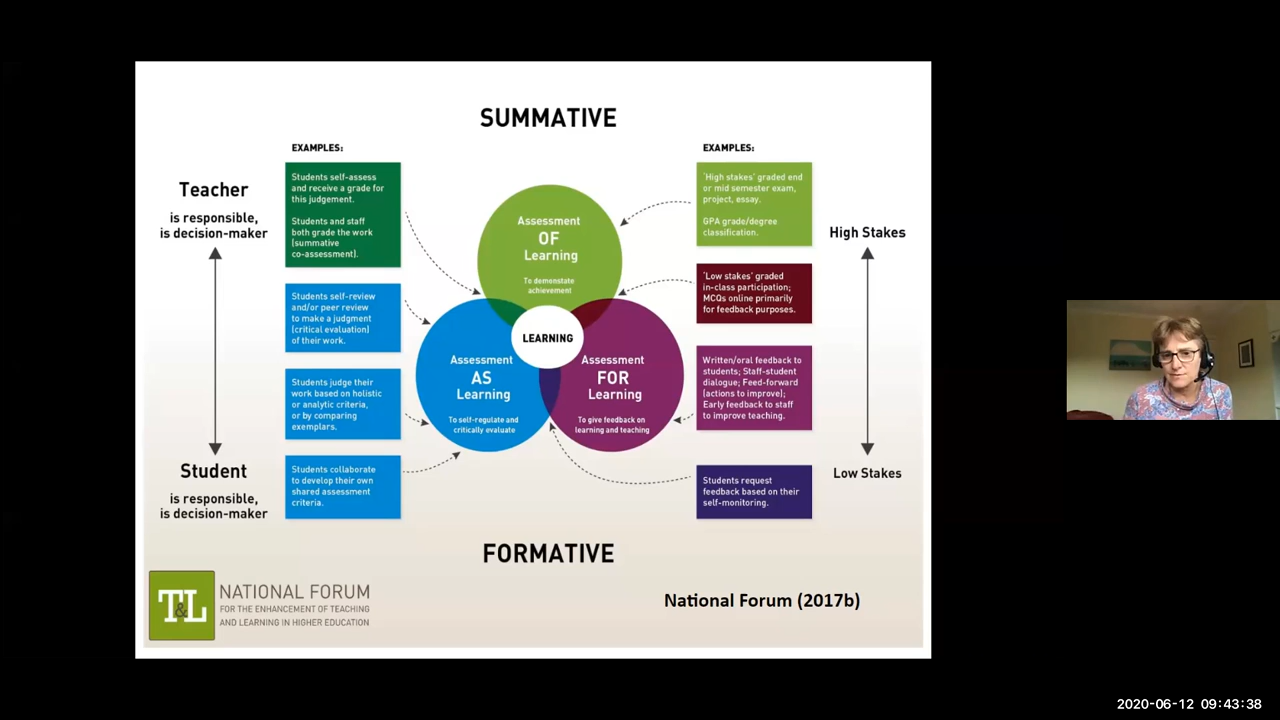 SUMMATIVE
EXAMPLES:
Students self-assess
and receive a grade for
this judgement.
Students and staff
both grade the work
(summative
co-assessment).
Students self-review
and/or peer review
to make a judgment
(critical evaluation)
of their work.
Students judge their
work based on holistic
or analytic criteria,
or by comparing
exemplars.
Students collaborate
to develop their own
shared assessment
criteria.
Teacher
is responsible,
is decision-maker
Student
is responsible,
is decision-maker
Assessment
OF
Learning
To demonstate
achievement
LEARNING
Assessment
AS
Learning
To self-regulate and
critically evaluate
Assessment
FOR
Learning
To give feedback on
learning and teaching
EXAMPLES:
'High stakes' graded end
or mid semester exam,
project, essay.
GPA grade/degree
classification.
'Low stakes' graded
in-class participation;
MCQs online primarily
for feedback purposes.
Written/oral feedback to
students; Staff-student
dialogue; Feed-forward
(actions to improve);
Early feedback to staff
to improve teaching.
Students request
feedback based on their
self-monitoring.
High Stakes
Low Stakes
FORMATIVE
T&L
NATIONAL FORUM
FOR THE ENHANCEMENT OF TEACHING
AND LEARNING IN HIGHER EDUCATION
National Forum (2017b)
2020-06-12 09:43:38